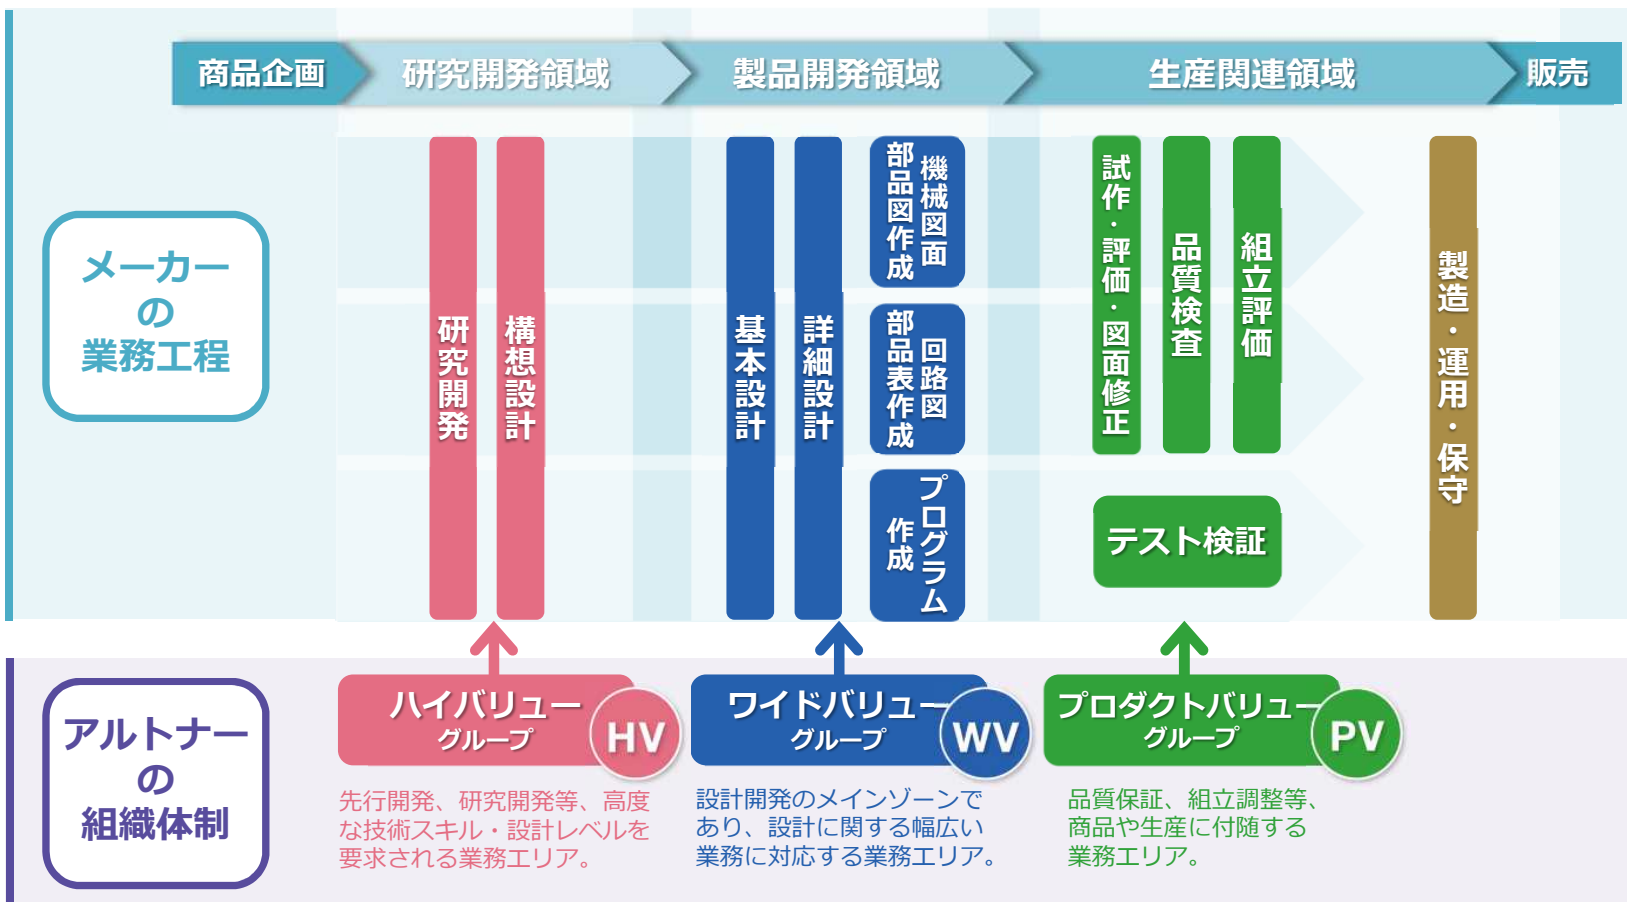 商品企画
研究開発領域
製品開発領域
生産関連領域
販売
メーカー
の
業務工程
研究開発
構想設計
基本設計
詳細設計
機械図面
部品図作成
回路図
部品表作成
プログラム
作成
試作・評価・図面修正
品質検査
組立評価
テスト検証
製造・運用・保守
アルトナー
の
組織体制
ハイバリュー
グループ
HV
先行開発、研究開発等、高度
な技術スキル・設計レベルを
要求される業務エリア。
ワイドバリュー
グループ
WV
設計開発のメインゾーンで
あり、設計に関する幅広い
業務に対応する業務エリア。
プロダクトバリュー
グループ
PV
品質保証、組立調整等、
商品や生産に付随する
業務エリア。